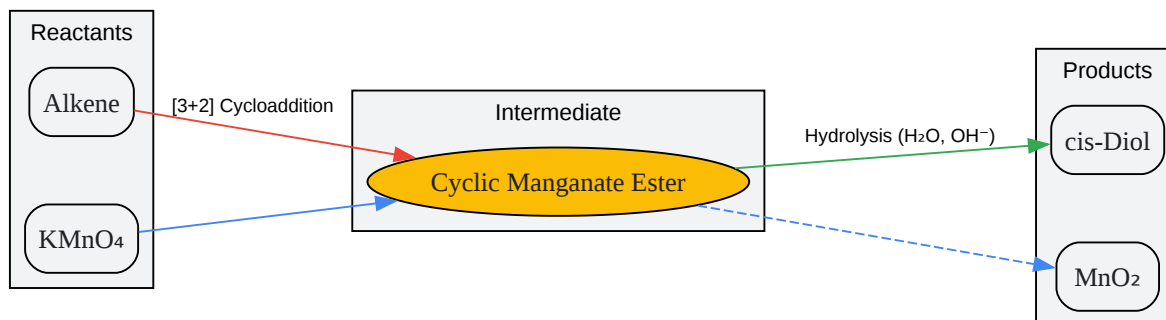 Reactants
Alkene
KMnO₄
[3+2] Cycloaddition
Intermediate
Cyclic Manganate Ester
Hydrolysis (H₂O, OH⁻)
Products
cis-Diol
MnO₂